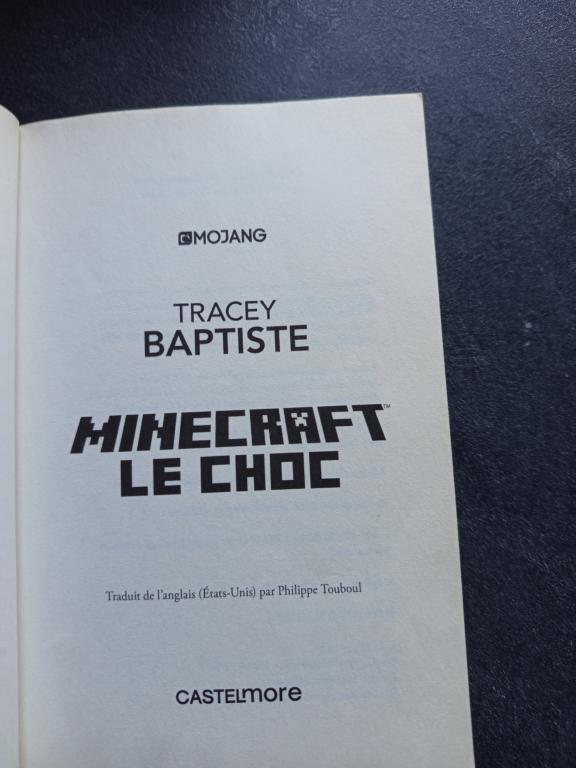 MOJANG
TRACEY
BAPTISTE
MINECRAFT™
LE CHOC
Traduit de l'anglais (États-Unis) par Philippe Touboul
CASTELMORE